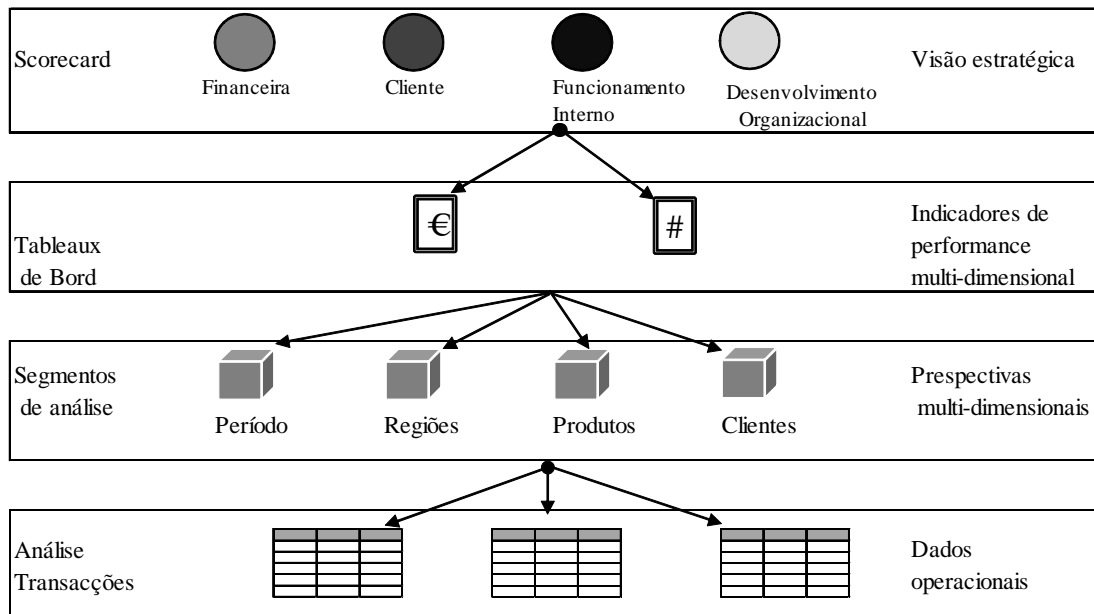 Scorecard
Financeira
Cliente
Funcionamento
Interno
Desenvolvimento
Organizacional
Visão estratégica
Tableaux
de Bord
€
#
Indicadores de
performance
multi-dimensional
Segmentos
de análise
Período
Regiões
Produtos
Clientes
Prespectivas
multi-dimensionais
Análise
Transacções
Dados
operacionais